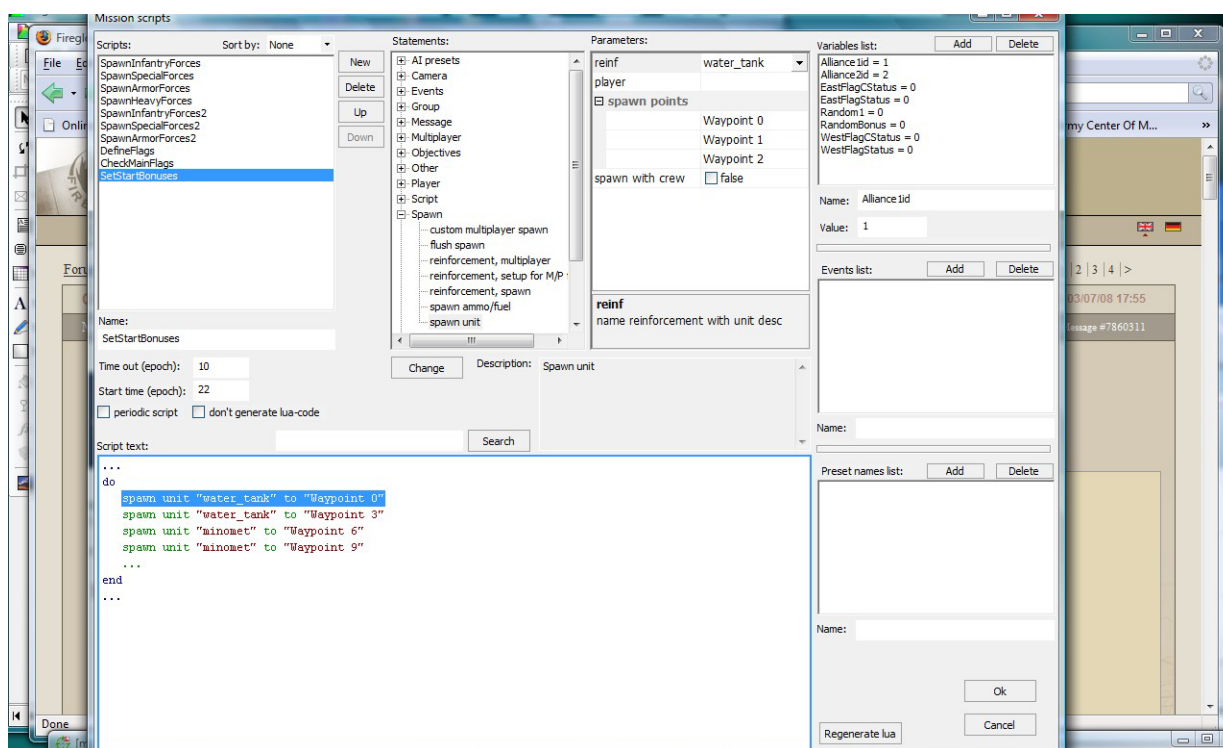 Mission scripts
Firegl
File Ed
Onlin
Foru
Done
my Center Of M...
»
2 | 3 | 4 | >
03/07/08 17:55
Message #7860311
Scripts:
Sort by: None
SpawnInfantryForces
SpawnSpecialForces
SpawnArmorForces
SpawnHeavyForces
SpawnInfantryForces2
SpawnSpecialForces2
SpawnArmorForces2
DefineFlags
CheckMainFlags
SetStartBonuses
New
Delete
Up
Down
Name:
SetStartBonuses
Time out (epoch): 10
Start time (epoch): 22
periodic script don't generate lua-code
Statements:
AI presets
Camera
Events
Group
Message
Multiplayer
Objectives
Other
Player
Script
Spawn
custom multiplayer spawn
flush spawn
reinforcement, multiplayer
reinforcement, setup for M/P
reinforcement, spawn
spawn ammo/fuel
spawn unit
Parameters:
reinf water_tank
player
spawn points
Waypoint 0
Waypoint 1
Waypoint 2
spawn with crew false
reinf
name reinforcement with unit desc
Change
Description: Spawn unit
Script text:
Search
...
do
spawn unit "water_tank" to "Waypoint 0"
spawn unit "water_tank" to "Waypoint 3"
spawn unit "minomet" to "Waypoint 6"
spawn unit "minomet" to "Waypoint 9"
...
end
...
Variables list: Add Delete
Alliance1id = 1
Alliance2id = 2
EastFlagCStatus = 0
EastFlagStatus = 0
Random1 = 0
RandomBonus = 0
WestFlagCStatus = 0
WestFlagStatus = 0
Name: Alliance1id
Value: 1
Events list: Add Delete
Name:
Preset names list: Add Delete
Name:
Ok
Regenerate lua Cancel